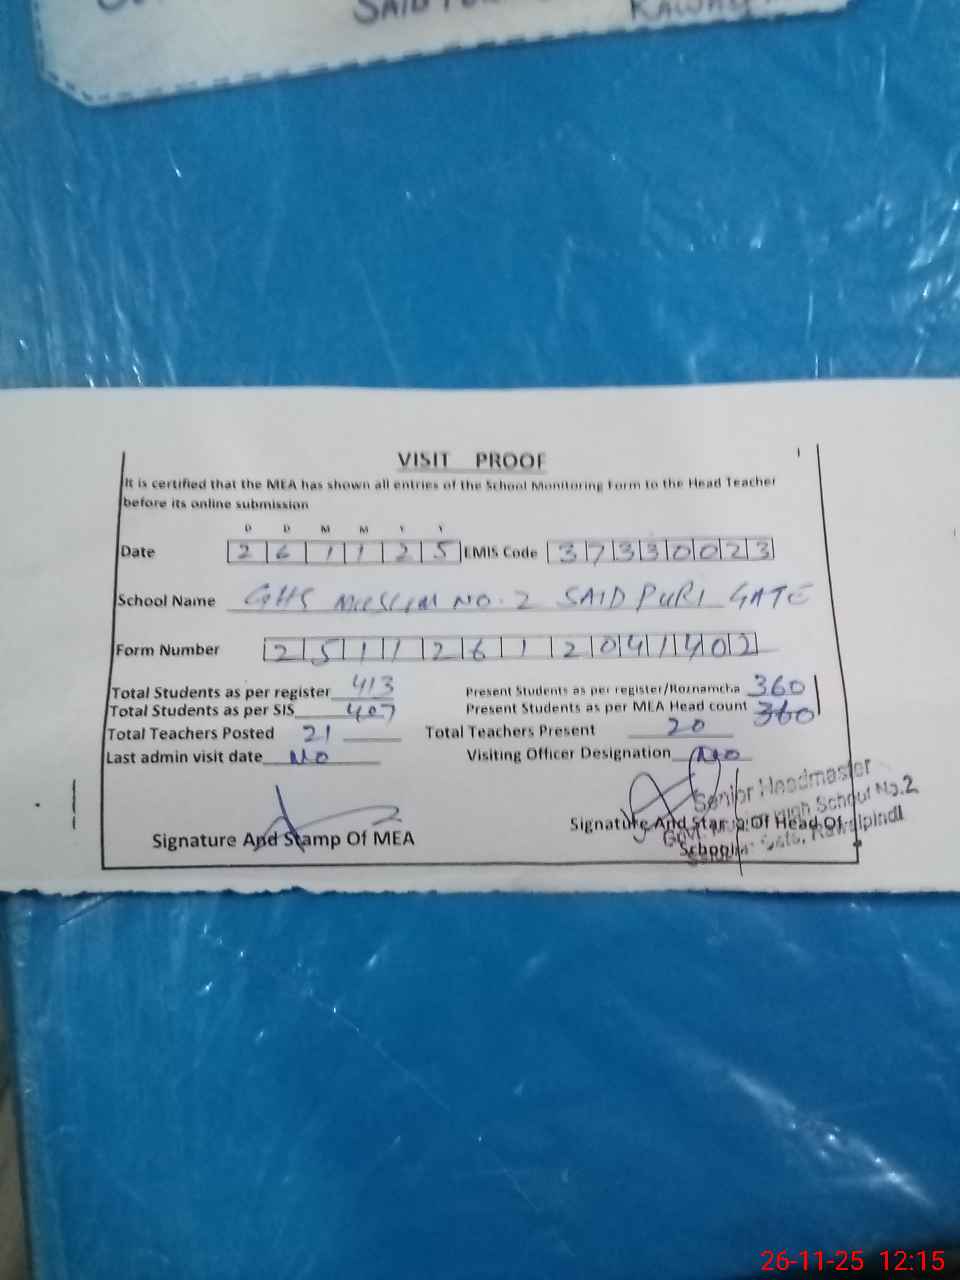 SAIDPUR
VISIT PROOF
It is certified that the MEA has shown all entries of the School Monitoring Form to the Head Teacher
before its online submission
D D M M Y Y
Date 2 6 1 1 2 5 EMIS Code 3 7 3 3 0 0 2 3
School Name GHS MUSLIM NO. 2 SAIDPURI GATE
Form Number 2 5 1 1 2 6 1 2 0 4 1 4 0 2
Total Students as per register 413 Present Students as per register/Roznamcha 360
Total Students as per SIS 407 Present Students as per MEA Head count 360
Total Teachers Posted 21 Total Teachers Present 20
Last admin visit date No Visiting Officer Designation No
Senior Headmaster
Govt. High School No.2
Gate, Rawalpindi
Signature And Stamp Of MEA Signature And Stamp Of Head Of
School
26-11-25 12:15